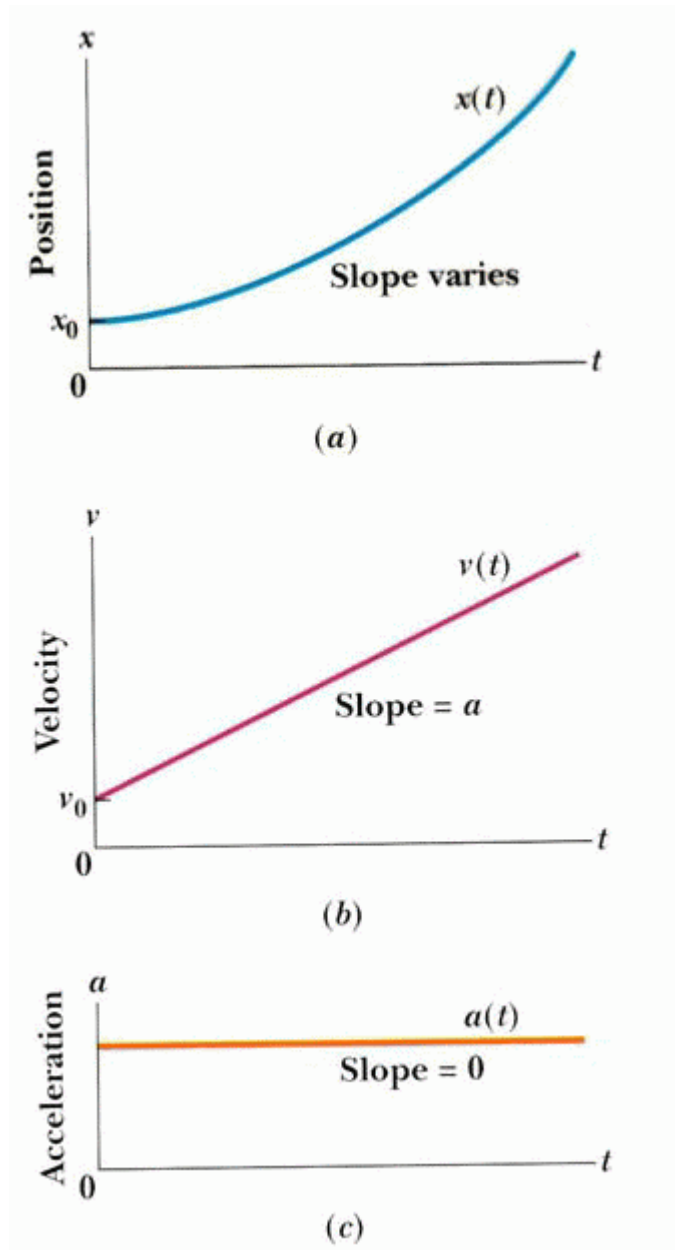 x
x(t)
Position
Slope varies
x0
0
t
(a)
v
v(t)
Velocity
Slope = a
v0
0
t
(b)
a
a(t)
Acceleration
Slope = 0
0
t
(c)